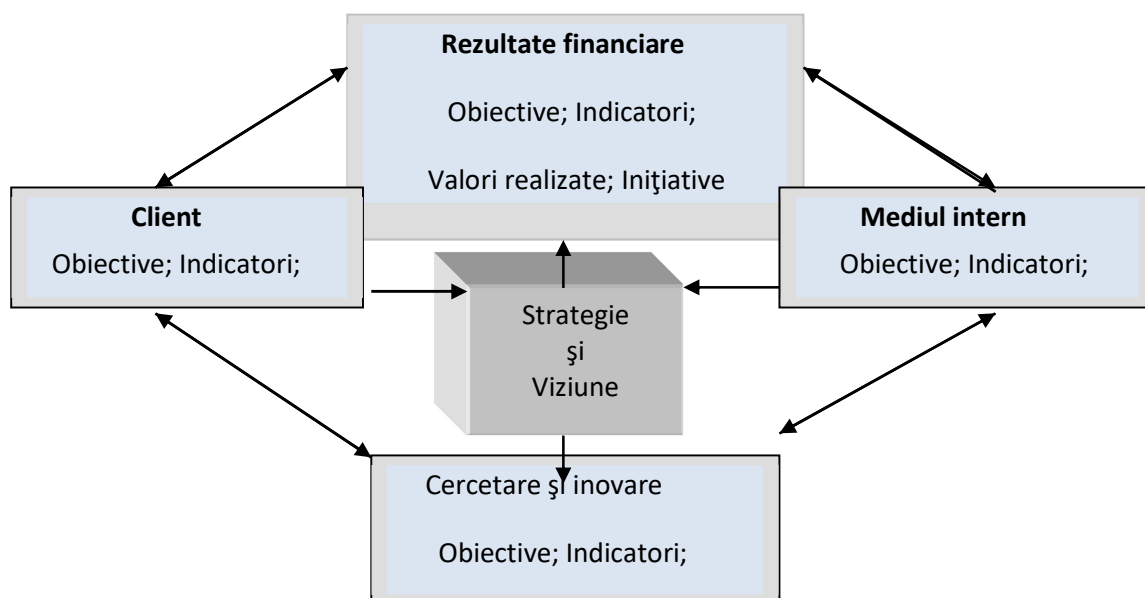 Rezultate financiare
Obiective; Indicatori;
Valori realizate; Iniţiative
Client
Obiective; Indicatori;
Mediul intern
Obiective; Indicatori;
Strategie
şi
Viziune
Cercetare şi inovare
Obiective; Indicatori;